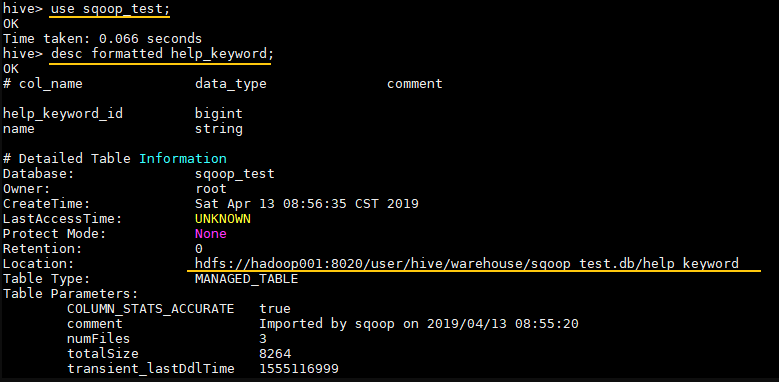 hive> use sqoop_test;
OK
Time taken: 0.066 seconds
hive> desc formatted help_keyword;
OK
# col_name data_type comment
help_keyword_id bigint
name string
# Detailed Table Information
Database: sqoop_test
Owner: root
CreateTime: Sat Apr 13 08:56:35 CST 2019
LastAccessTime: UNKNOWN
Protect Mode: None
Retention: 0
Location: hdfs://hadoop001:8020/user/hive/warehouse/sqoop_test.db/help_keyword
Table Type: MANAGED_TABLE
Table Parameters:
COLUMN_STATS_ACCURATE true
comment Imported by sqoop on 2019/04/13 08:55:20
numFiles 3
totalSize 8264
transient_lastDdlTime 1555116999